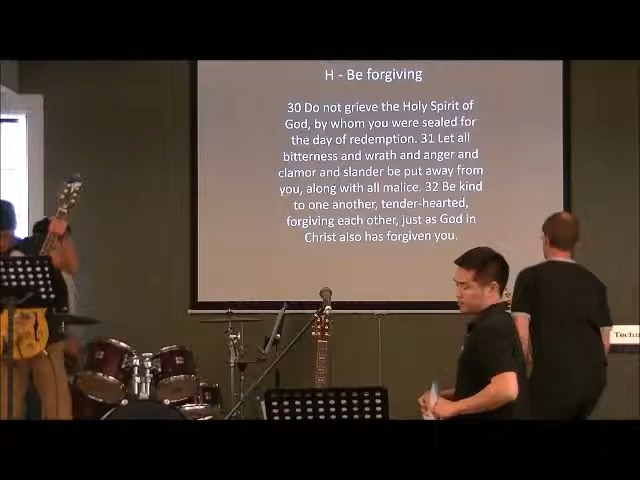 H - Be forgiving
30 Do not grieve the Holy Spirit of
God, by whom you were sealed for
the day of redemption. 31 Let all
bitterness and wrath and anger and
clamor and slander be put away from
you, along with all malice. 32 Be kind
to one another, tender-hearted,
forgiving each other, just as God in
Christ also has forgiven you.
Techn